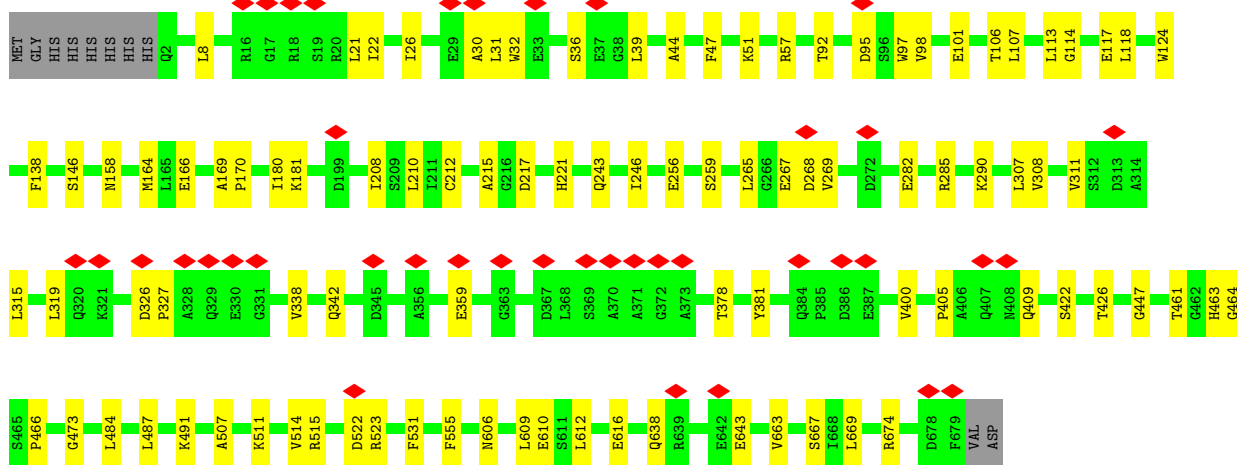 MET GLY HIS HIS HIS HIS HIS HIS Q2 L8 R16 G17 R18 S19 R20 L21 I22 I26 E29 A30 L31 W32 E33 S36 E37 G38 L39 A44 F47 K51 R57 T92 D95 S96 W97 V98 E101 T106 L107 L113 G114 E117 L118 W124
F138 S146 N158 M164 L165 E166 A169 P170 I180 K181 D199 I208 S209 L210 I211 C212 A215 G216 D217 H221 Q243 I246 E256 S259 L265 G266 E267 D268 V269 D272 E282 R285 K290 L307 V308 V311 S312 D313 A314
L315 L319 Q320 K321 D326 P327 A328 Q329 E330 G331 V338 Q342 D345 A356 E359 G363 D367 L368 S369 A370 A371 G372 A373 T378 Y381 Q384 P385 D386 E387 V400 P405 A406 Q407 N408 Q409 S422 T426 G447 T461 G462 H463 G464
S465 P466 G473 L484 L487 K491 A507 K511 V514 R515 D522 R523 F531 F555 N606 L609 E610 S611 L612 E616 Q638 R639 E642 E643 V663 S667 I668 L669 R674 D678 F679 VAL ASP